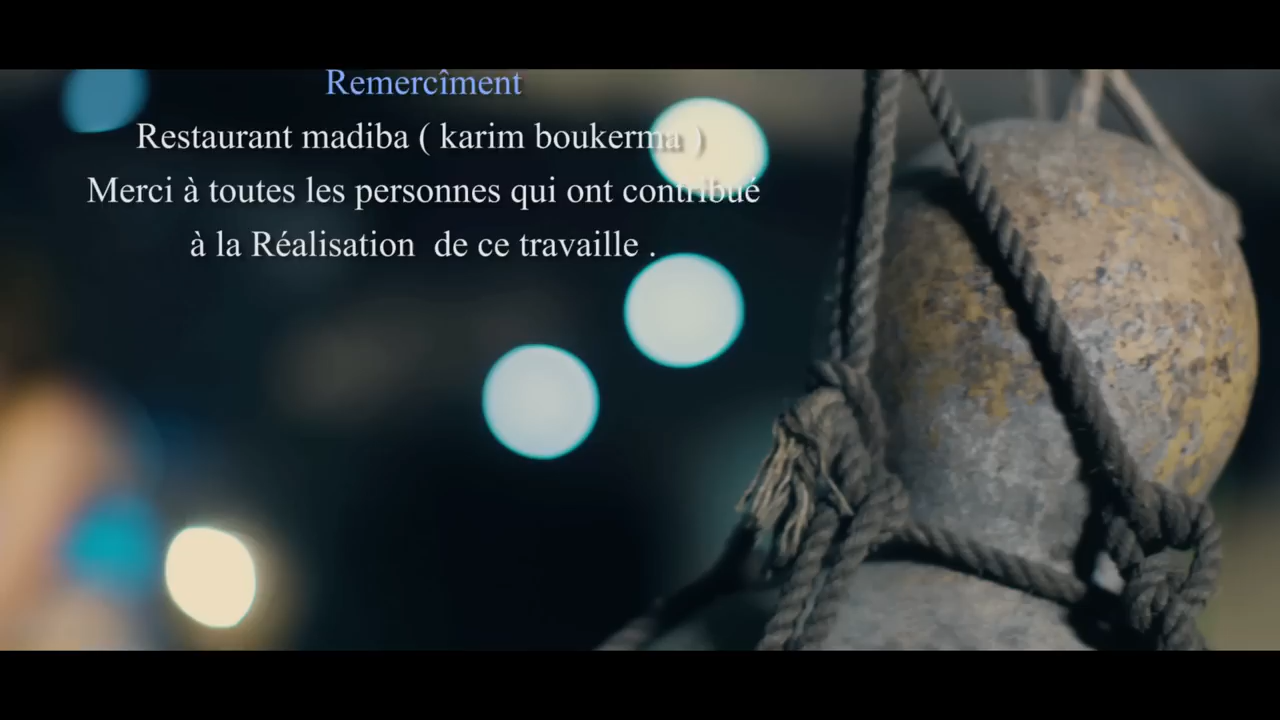 Remercîment
Restaurant madiba ( karim boukerma )
Merci à toutes les personnes qui ont contribué
à la Réalisation  de ce travaille .